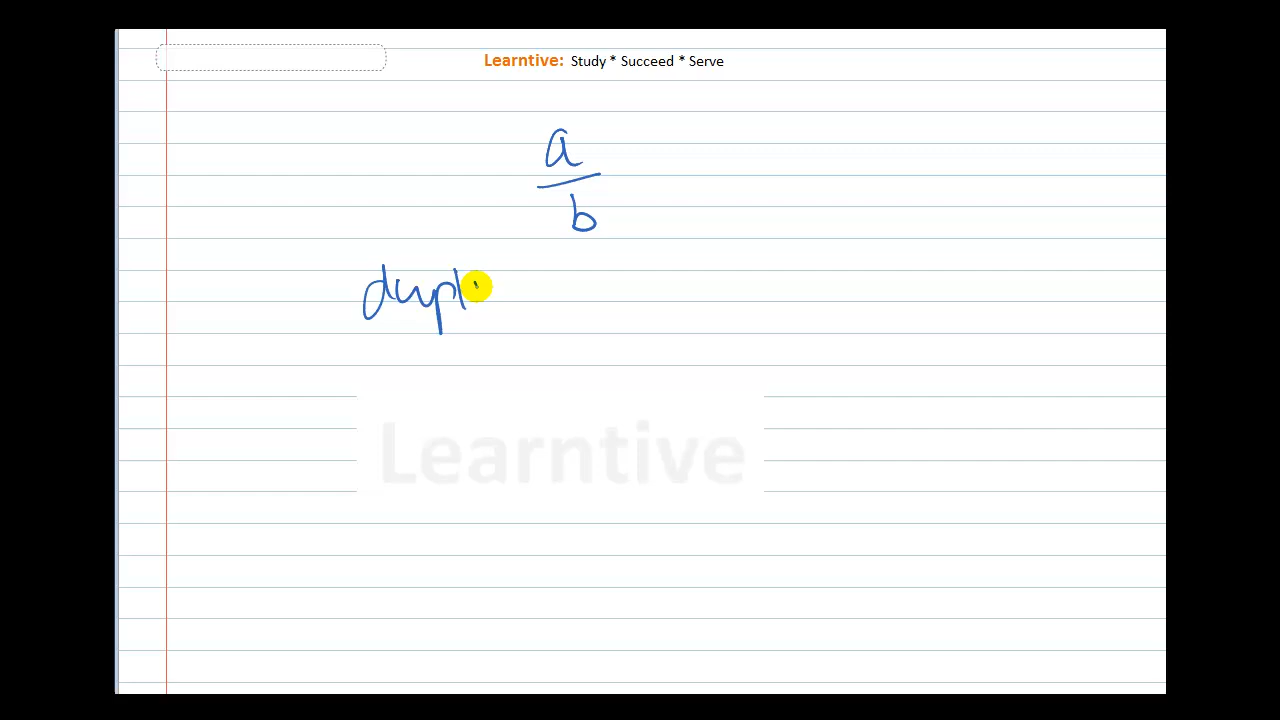 Learntive: Study * Succeed * Serve
a
b
dupl
Learntive